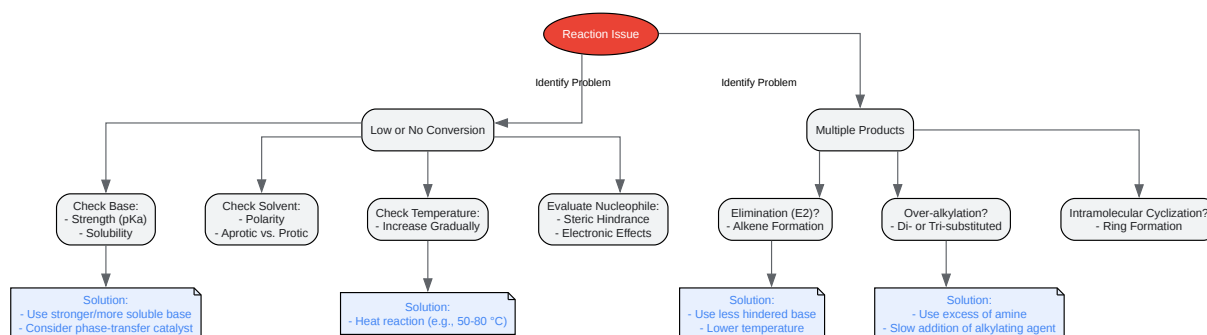 Reaction Issue
Identify Problem
Identify Problem
Low or No Conversion
Multiple Products
Check Base:
- Strength (pKa)
- Solubility
Check Solvent:
- Polarity
- Aprotic vs. Protic
Check Temperature:
- Increase Gradually
Evaluate Nucleophile:
- Steric Hindrance
- Electronic Effects
Elimination (E2)?
- Alkene Formation
Over-alkylation?
- Di- or Tri-substituted
Intramolecular Cyclization?
- Ring Formation
Solution:
- Use stronger/more soluble base
- Consider phase-transfer catalyst
Solution:
- Heat reaction (e.g., 50-80 °C)
Solution:
- Use less hindered base
- Lower temperature
Solution:
- Use excess of amine
- Slow addition of alkylating agent